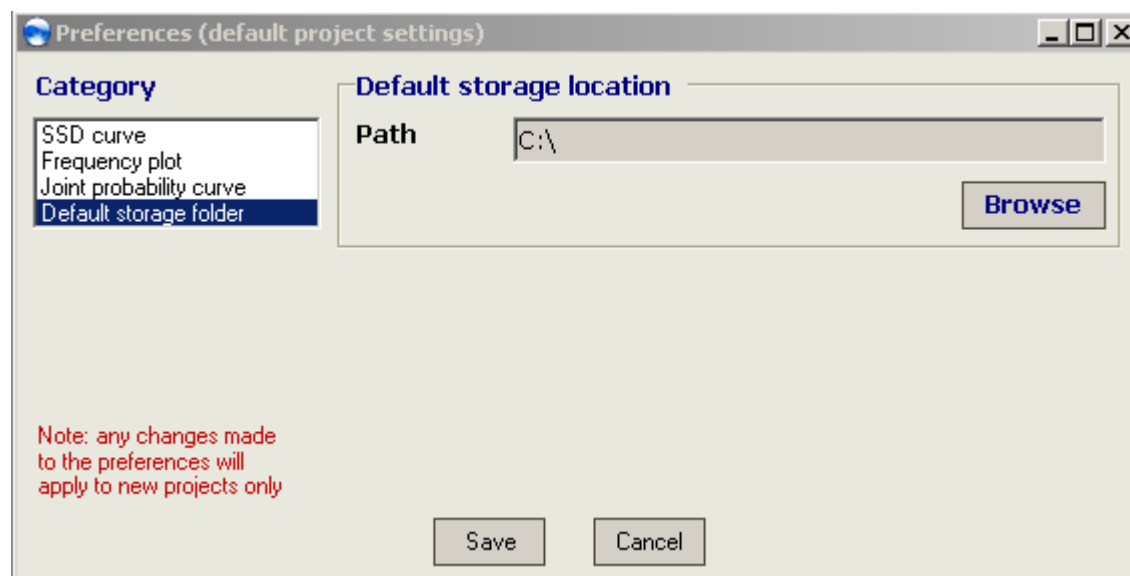 Preferences (default project settings)
Category
SSD curve
Frequency plot
Joint probability curve
Default storage folder
Default storage location
Path
C:\
Browse
Note: any changes made
to the preferences will
apply to new projects only
Save
Cancel